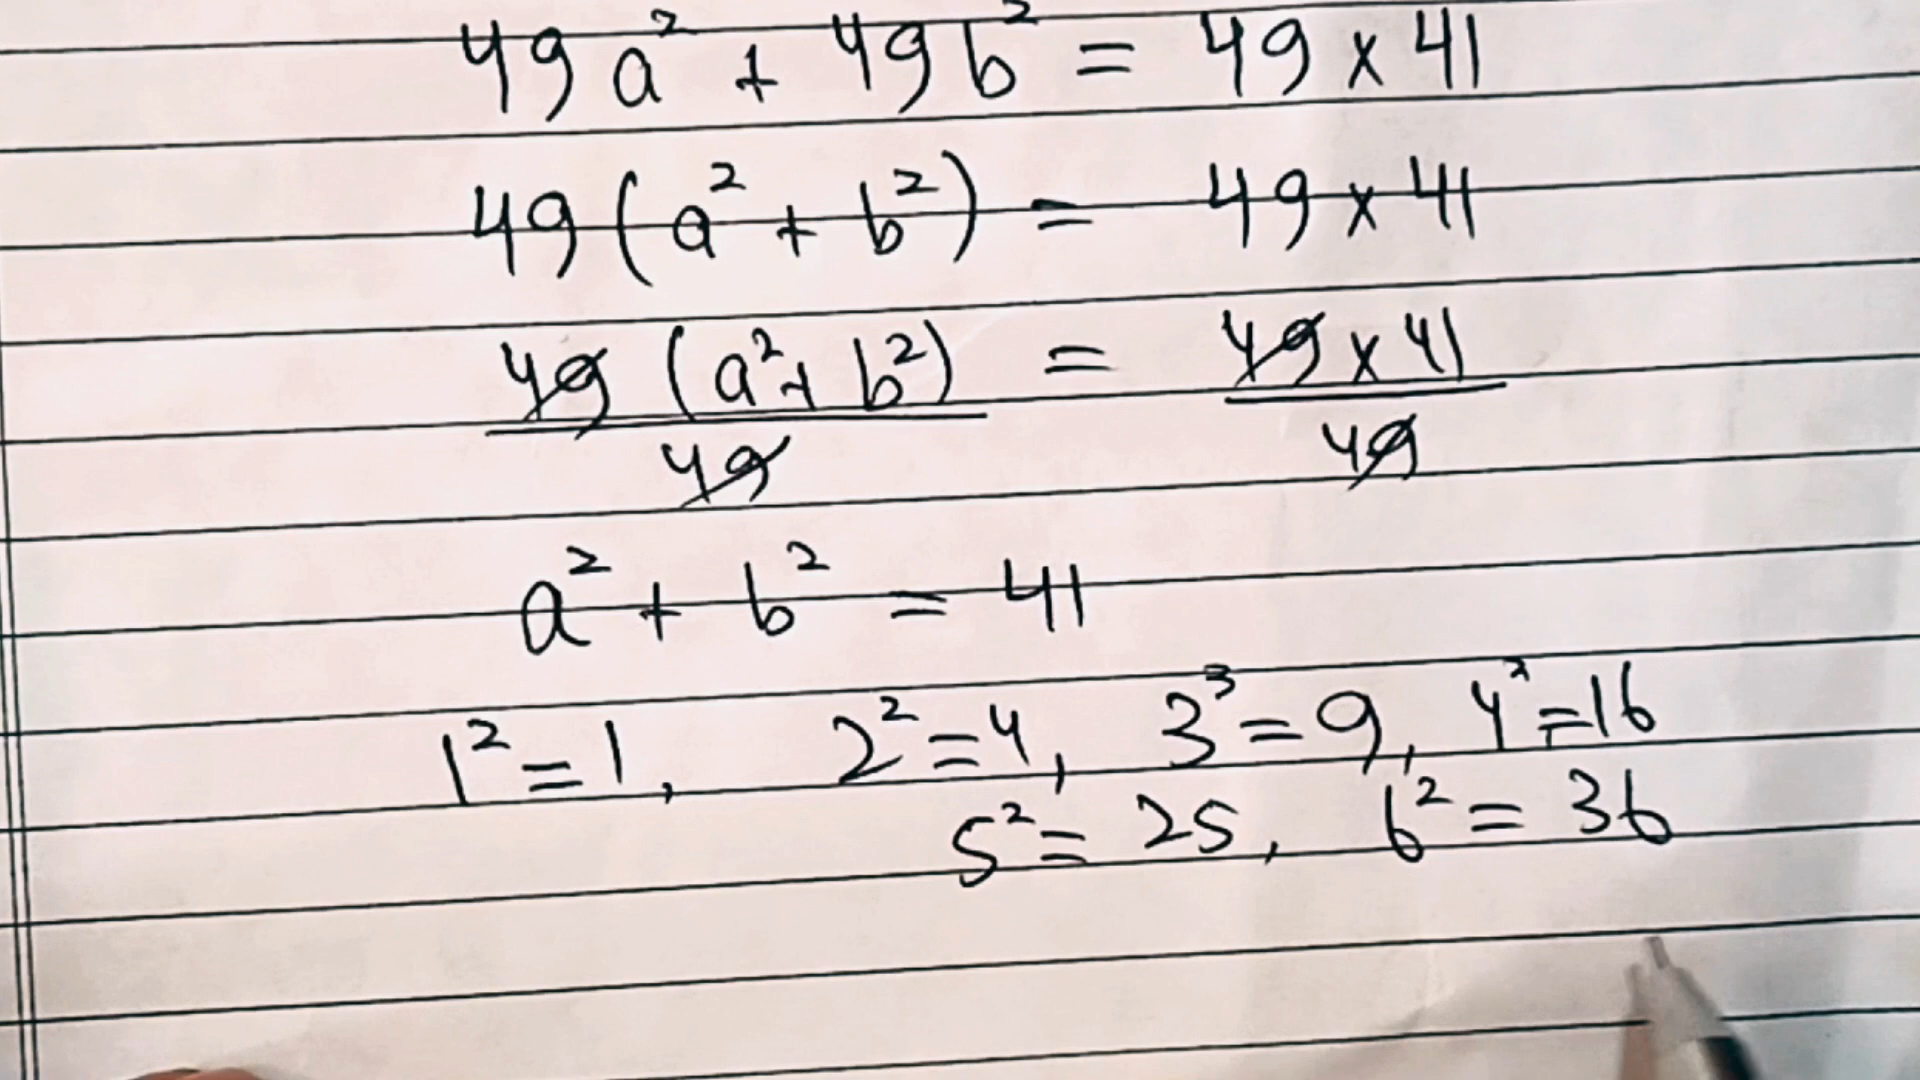 49a² + 49b² = 49 × 41
49(a² + b²) = 49 × 41
49 (a² + b²) / 49 = 49 × 41 / 49
a² + b² = 41
1² = 1, 2² = 4, 3³ = 9, 4² = 16
5² = 25, 6² = 36